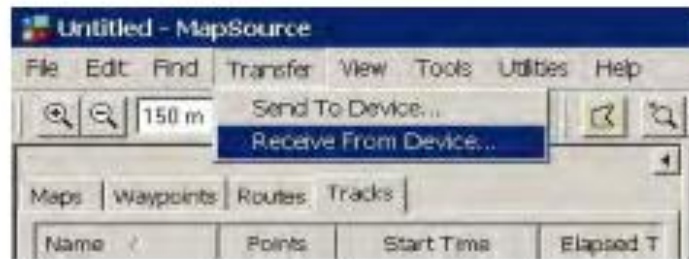 Untitled - MapSource
File Edit Find Transfer View Tools Utilities Help
150 m Send To Device...
Receive From Device...
Maps Waypoints Routes Tracks
Name Points Start Time Elapsed T